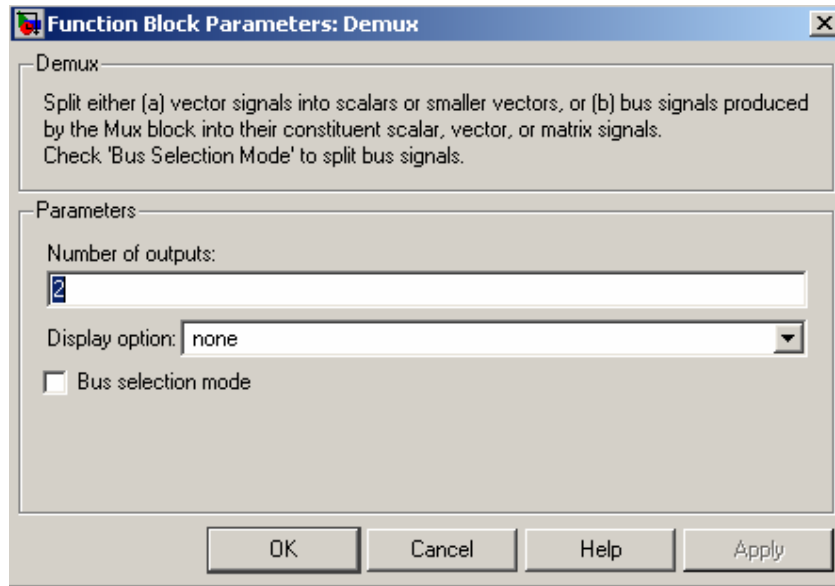 Function Block Parameters: Demux
Demux
Split either (a) vector signals into scalars or smaller vectors, or (b) bus signals produced
by the Mux block into their constituent scalar, vector, or matrix signals.
Check 'Bus Selection Mode' to split bus signals.
Parameters
Number of outputs:
2
Display option: none
Bus selection mode
OK Cancel Help Apply